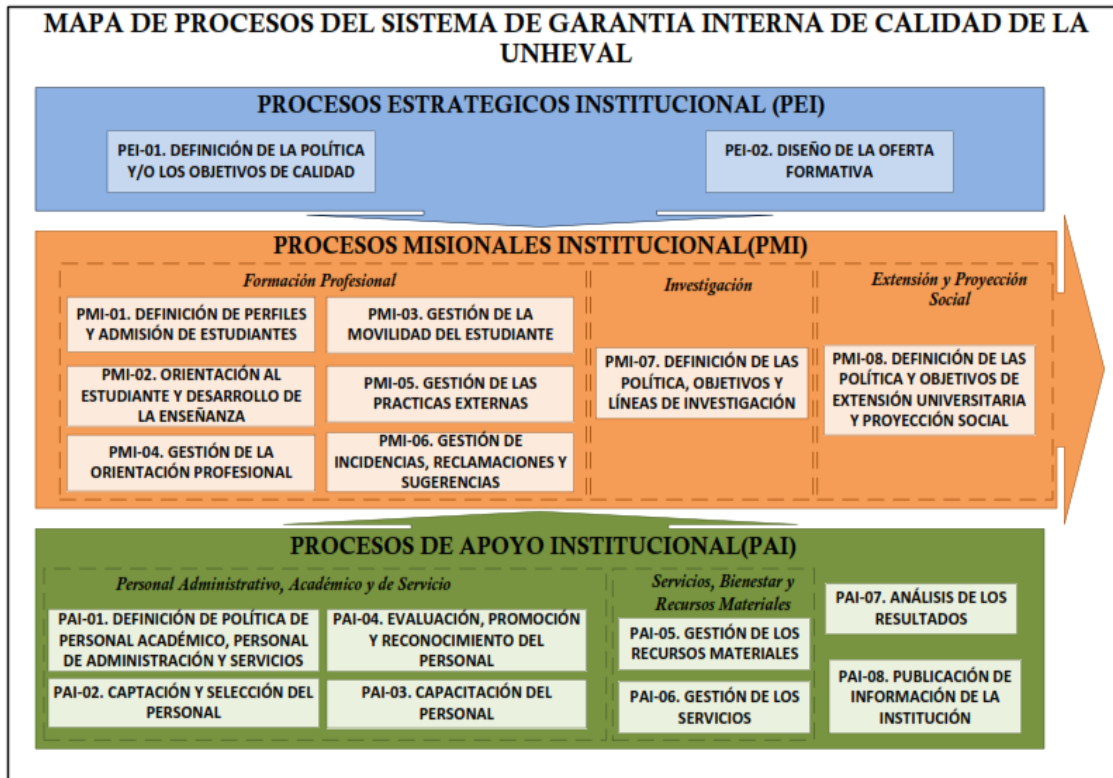 MAPA DE PROCESOS DEL SISTEMA DE GARANTIA INTERNA DE CALIDAD DE LA
UNHEVAL
PROCESOS ESTRATEGICOS INSTITUCIONAL (PEI)
PEI-01. DEFINICIÓN DE LA POLÍTICA
Y/O LOS OBJETIVOS DE CALIDAD
PEI-02. DISEÑO DE LA OFERTA
FORMATIVA
PROCESOS MISIONALES INSTITUCIONAL(PMI)
Formación Profesional
PMI-01. DEFINICIÓN DE PERFILES
Y ADMISIÓN DE ESTUDIANTES
PMI-03. GESTIÓN DE LA
MOVILIDAD DEL ESTUDIANTE
PMI-02. ORIENTACIÓN AL
ESTUDIANTE Y DESARROLLO DE
LA ENSEÑANZA
PMI-05. GESTIÓN DE LAS
PRACTICAS EXTERNAS
PMI-04. GESTIÓN DE LA
ORIENTACIÓN PROFESIONAL
PMI-06. GESTIÓN DE
INCIDENCIAS, RECLAMACIONES Y
SUGERENCIAS
Investigación
PMI-07. DEFINICIÓN DE LAS
POLÍTICA, OBJETIVOS Y
LÍNEAS DE INVESTIGACIÓN
Extensión y Proyección
Social
PMI-08. DEFINICIÓN DE LAS
POLÍTICA Y OBJETIVOS DE
EXTENSIÓN UNIVERSITARIA
Y PROYECCIÓN SOCIAL
PROCESOS DE APOYO INSTITUCIONAL(PAI)
Personal Administrativo, Académico y de Servicio
PAI-01. DEFINICIÓN DE POLÍTICA DE
PERSONAL ACADÉMICO, PERSONAL
DE ADMINISTRACIÓN Y SERVICIOS
PAI-04. EVALUACIÓN, PROMOCIÓN
Y RECONOCIMIENTO DEL
PERSONAL
PAI-02. CAPTACIÓN Y SELECCIÓN DEL
PERSONAL
PAI-03. CAPACITACIÓN DEL
PERSONAL
Servicios, Bienestar y
Recursos Materiales
PAI-05. GESTIÓN DE LOS
RECURSOS MATERIALES
PAI-06. GESTIÓN DE LOS
SERVICIOS
PAI-07. ANÁLISIS DE LOS
RESULTADOS
PAI-08. PUBLICACIÓN DE
INFORMACIÓN DE LA
INSTITUCIÓN